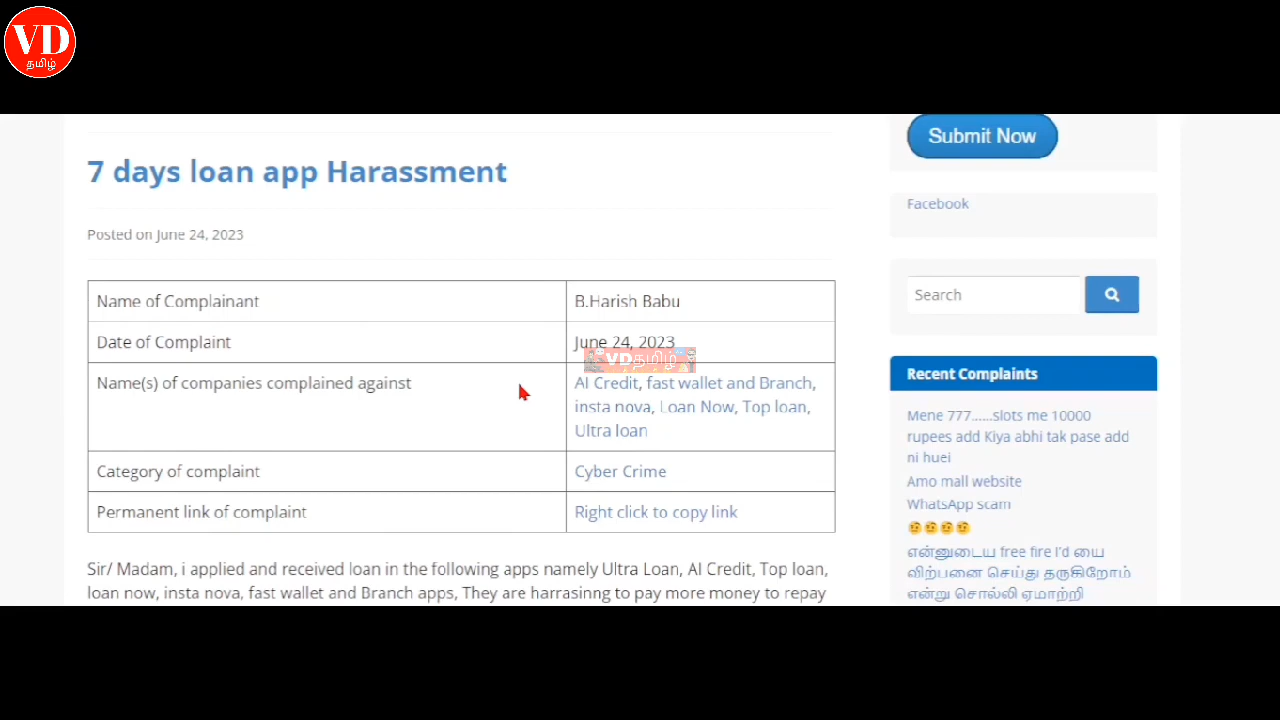 VD
தமிழ்
Submit Now
7 days loan app Harassment
Facebook
Posted on June 24, 2023
Name of Complainant
B.Harish Babu
Search
Date of Complaint
June 24, 2023
VDதமிழ்
Name(s) of companies complained against
AI Credit, fast wallet and Branch,
insta nova, Loan Now, Top loan,
Ultra loan
Category of complaint
Cyber Crime
Permanent link of complaint
Right click to copy link
Sir/ Madam, i applied and received loan in the following apps namely Ultra Loan, AI Credit, Top loan,
loan now, insta nova, fast wallet and Branch apps, They are harrasinng to pay more money to repay
Recent Complaints
Mene 777......slots me 10000
rupees add Kiya abhi tak pase add
ni huei
Amo mall website
WhatsApp scam
🤨🤨🤨🤨
என்னுடைய free fire I'd யை
விற்பனை செய்து தருகிறோம்
என்று சொல்லி ஏமாற்றி